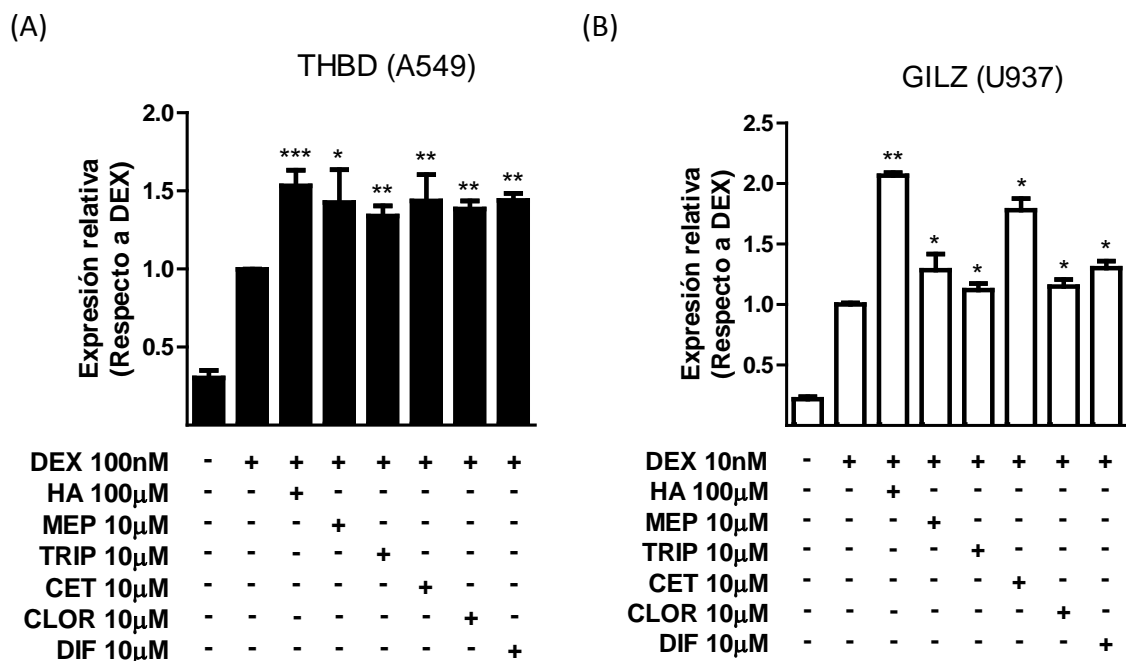 (A)
THBD (A549)
Expresión relativa
(Respecto a DEX)
2.0
1.5
1.0
0.5
*** * ** ** ** **
DEX 100nM - + + + + + + +
HA 100µM - - + - - - - -
MEP 10µM - - - + - - - -
TRIP 10µM - - - - + - - -
CET 10µM - - - - - + - -
CLOR 10µM - - - - - - + -
DIF 10µM - - - - - - - +
(B)
GILZ (U937)
Expresión relativa
(Respecto a DEX)
2.5
2.0
1.5
1.0
0.5
** * * * * *
DEX 10nM - + + + + + + +
HA 100µM - - + - - - - -
MEP 10µM - - - + - - - -
TRIP 10µM - - - - + - - -
CET 10µM - - - - - + - -
CLOR 10µM - - - - - - + -
DIF 10µM - - - - - - - +